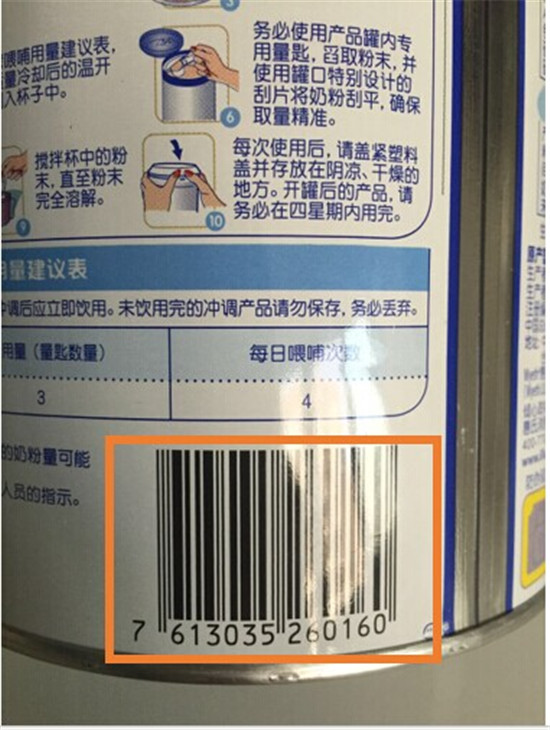 喂哺用量建议表,
量冷却后的温开
入杯子中。
务必使用产品罐内专
用量匙,舀取粉末,并
使用罐口特别设计的
刮片将奶粉刮平,确保
取量精准。
6
搅拌杯中的粉
末,直至粉末
完全溶解。
9
每次使用后,请盖紧塑料
盖并存放在阴凉、干燥的
地方。开罐后的产品,请
务必在四星期内用完。
10
用量建议表
冲调后应立即饮用。未饮用完的冲调产品请勿保存,务必丢弃。
用量(量匙数量) 每日喂哺次数
3 4
的奶粉量可能
人员的指示。
7 613035 260160